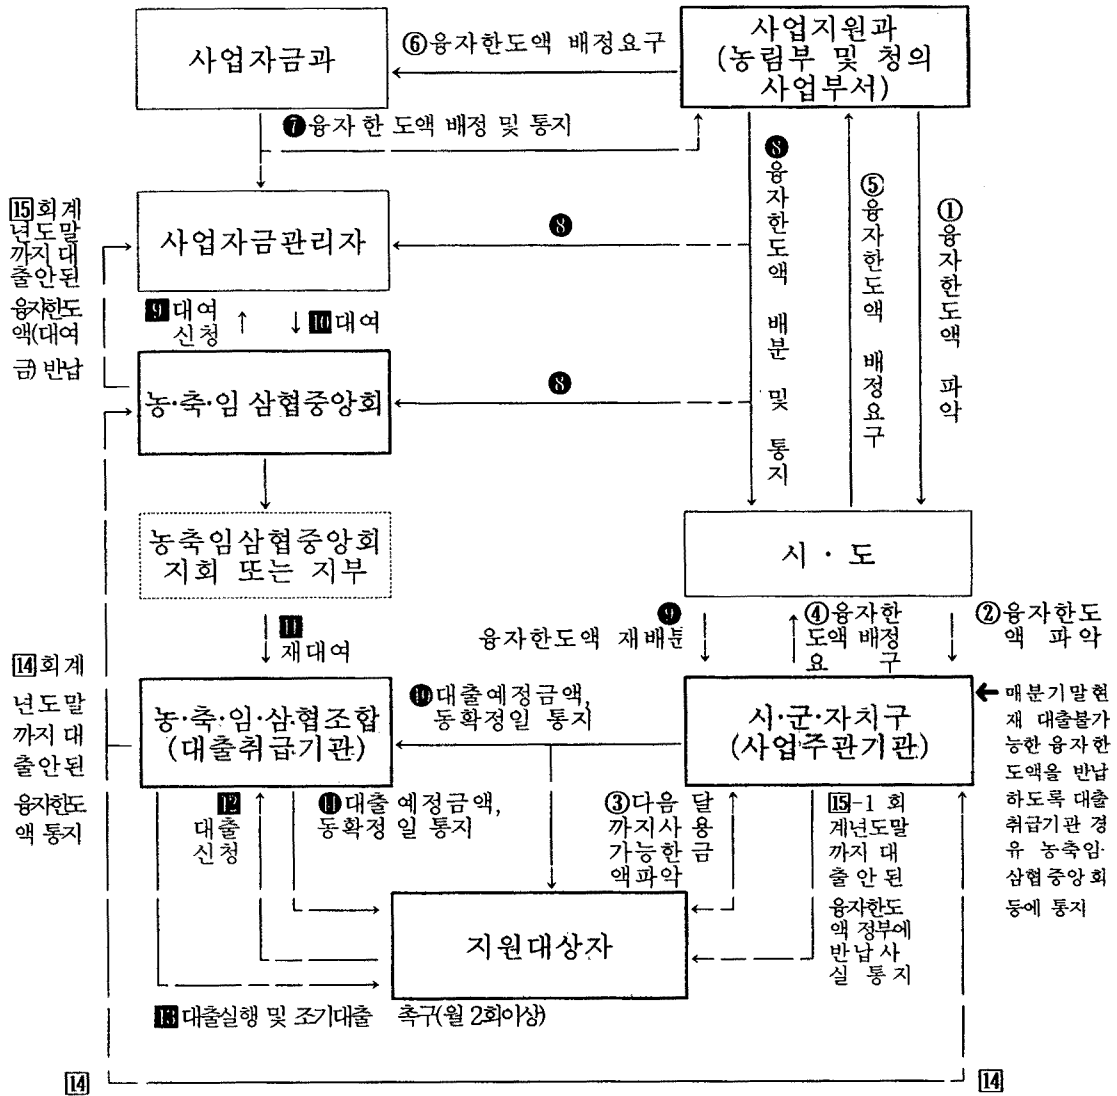 사업자금과
⑥융자한도액 배정요구
사업지원과
(농림부 및 청의
사업부서)
❼융자 한 도액 배정 및 통지
15회계
년도말
까지 대
출안된
융자한도
액(대여
금) 반납
사업자금관리자
❽
❽융자한도액 배분 및 통지
⑤융자한도액 배정요구
①융자한도액 파악
9대여
신청
10대여
농·축·임 삼협중앙회
❽
농축임삼협중앙회
지회 또는 지부
시 · 도
11
재대여
❾
융자한도액 재배분
④융자한
도액 배정
요 구
②융자한도
액 파악
14회계
년도말
까지 대
출안된
융자한도
액 통지
농·축·임·삼협조합
(대출취급기관)
❿대출예정금액,
동확정일 통지
시·군·자치구
(사업주관기관)
매분기말현
재 대출불가
능한 융자한
도액을 반납
하도록 대출
취급기관 경
유 농축임·
삼협중앙회
등에 통지
12
대출
신청
⓫대출 예정금액,
동확정 일 통지
③다음 달
까지사용
가능한 금
액파악
15-1 회
계년도말
까지 대
출 안 된
융자한도
액 정부에
반납사
실 통지
지원대상자
13대출실행 및 조기대출 촉구(월 2회이상)
14
14